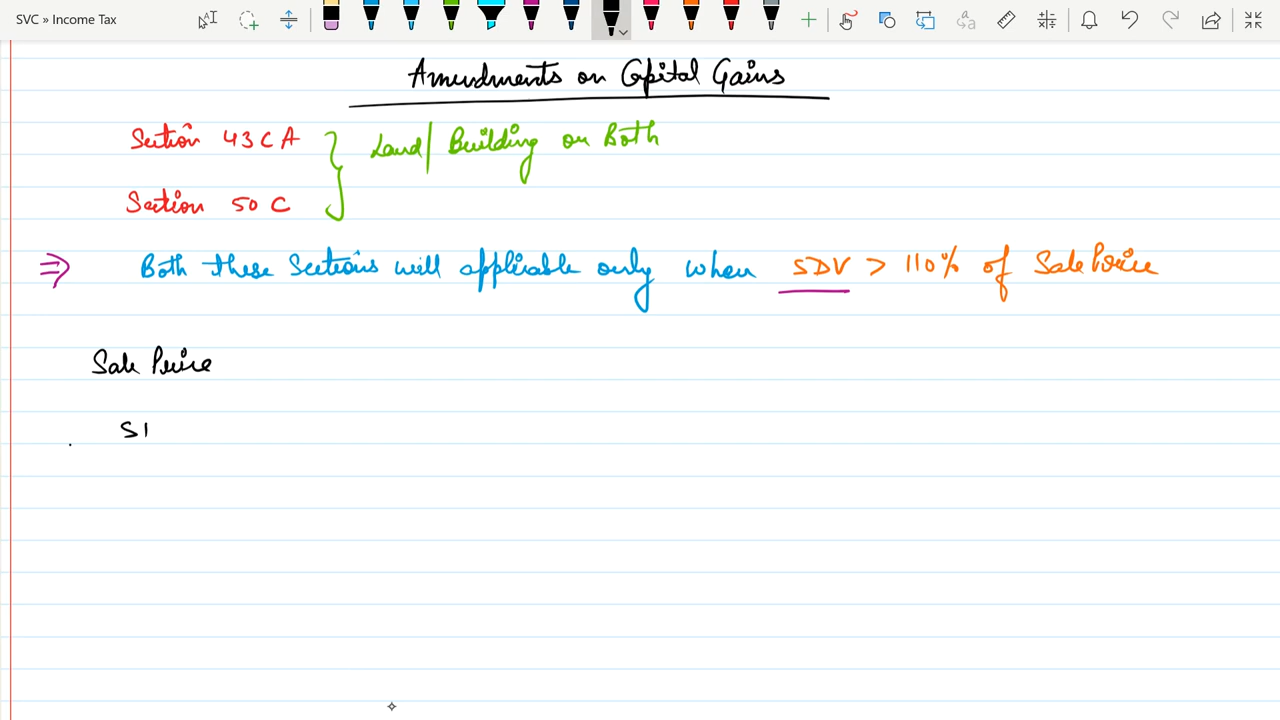 SVC » Income Tax
Amendments on Capital Gains
Section 43CA
Land/Building or Both
Section 50C
⇒ Both these Sections will applicable only when SDV > 110% of Sale Price
Sale Price
SI